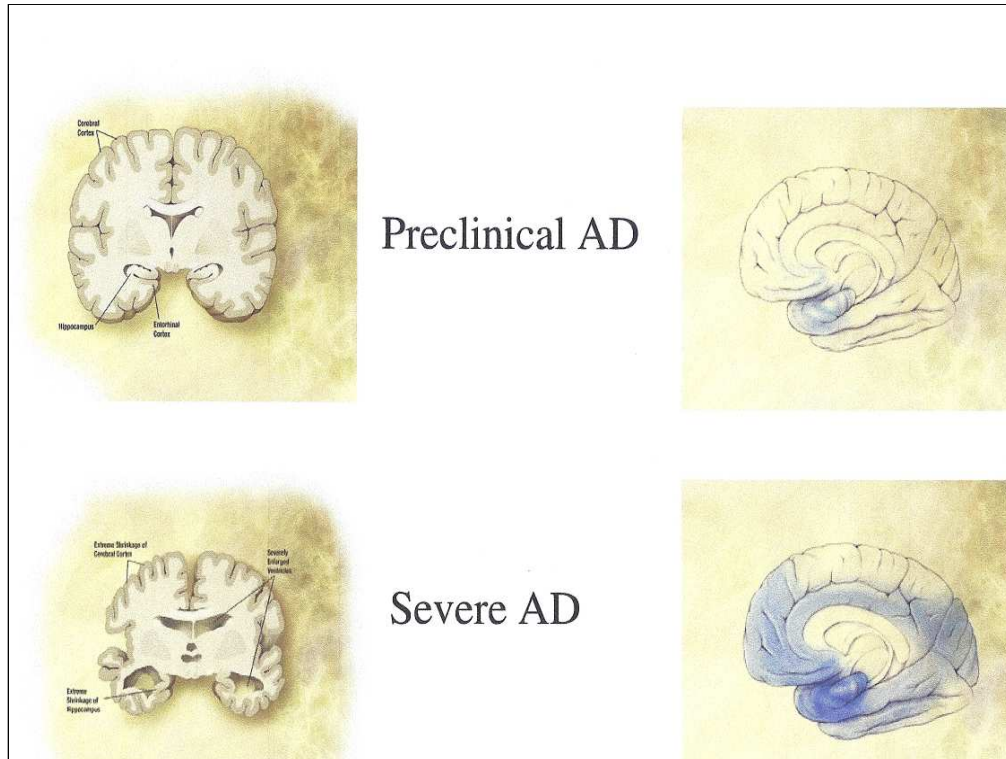 Cerebral
Cortex
Preclinical AD
Hippocampus
Entorhinal
Cortex
Extreme Shrinkage of
Cerebral Cortex
Severely
Enlarged
Ventricles
Severe AD
Extreme
Shrinkage of
Hippocampus